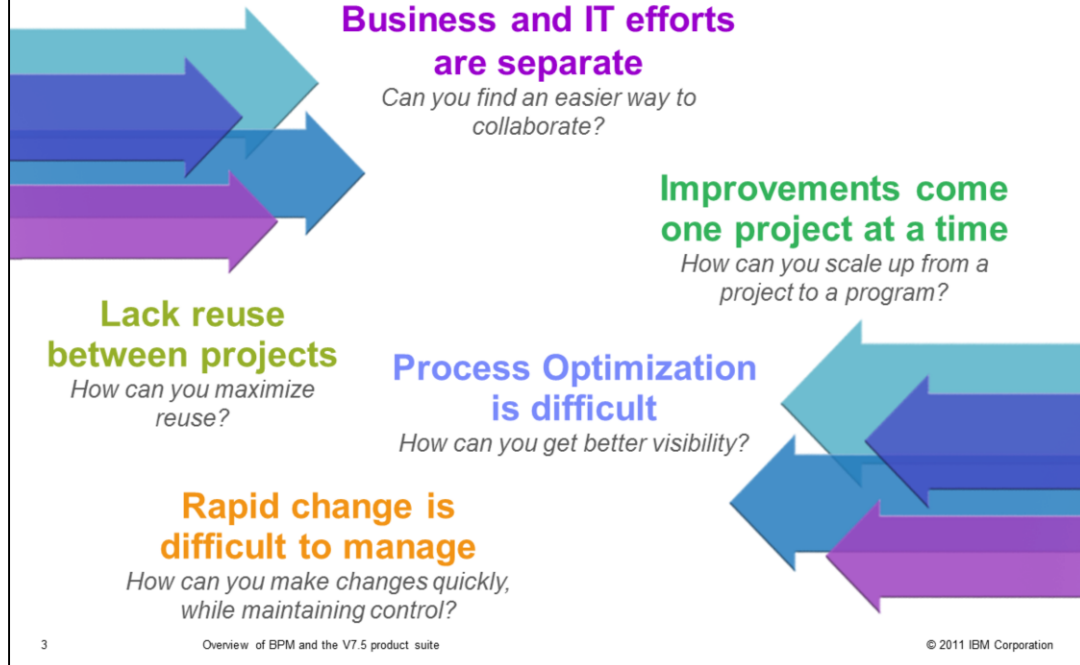 Business and IT efforts
are separate
Can you find an easier way to
collaborate?
Improvements come
one project at a time
How can you scale up from a
project to a program?
Lack reuse
between projects
How can you maximize
reuse?
Process Optimization
is difficult
How can you get better visibility?
Rapid change is
difficult to manage
How can you make changes quickly,
while maintaining control?
3
Overview of BPM and the V7.5 product suite
© 2011 IBM Corporation